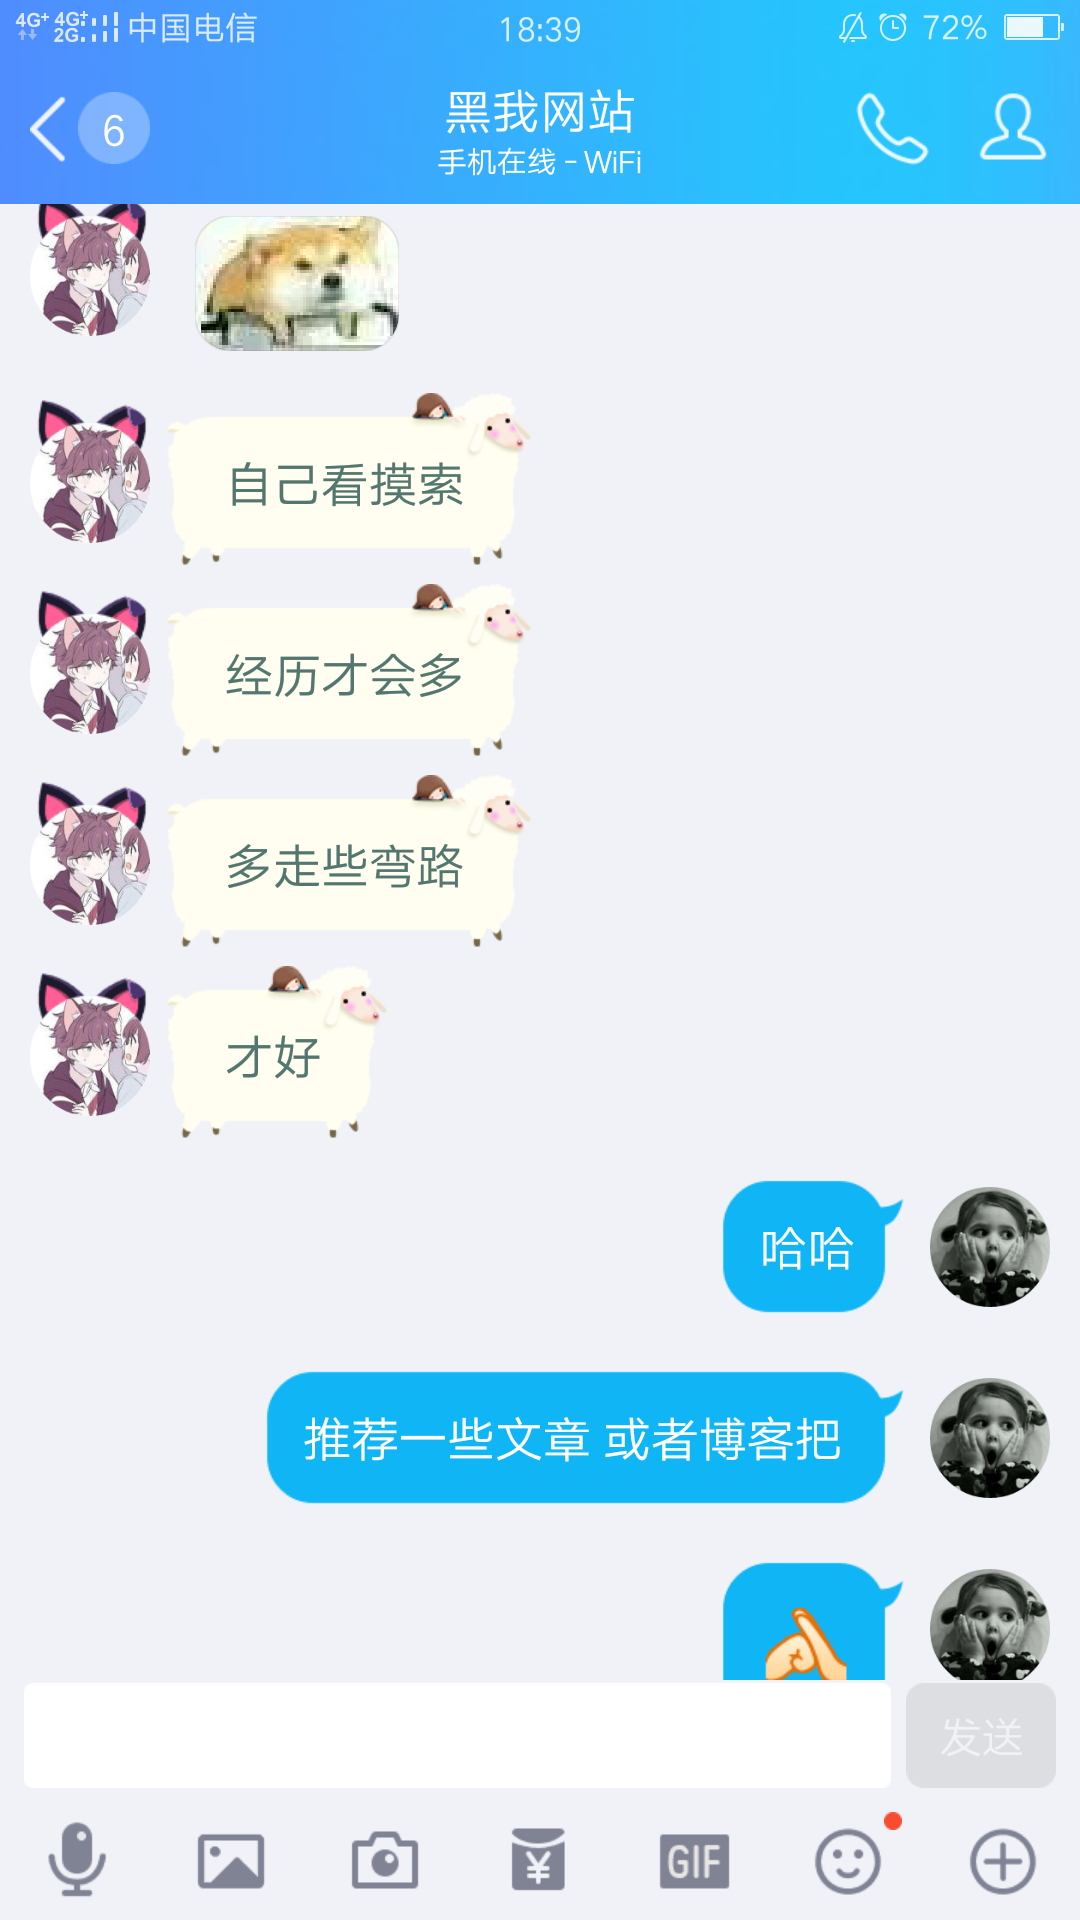 4G+ 4G+ 2G 中国电信 18:39 72%
6
黑我网站
手机在线 - WiFi
自己看摸索
经历才会多
多走些弯路
才好
哈哈
推荐一些文章 或者博客把
发送
¥
GIF